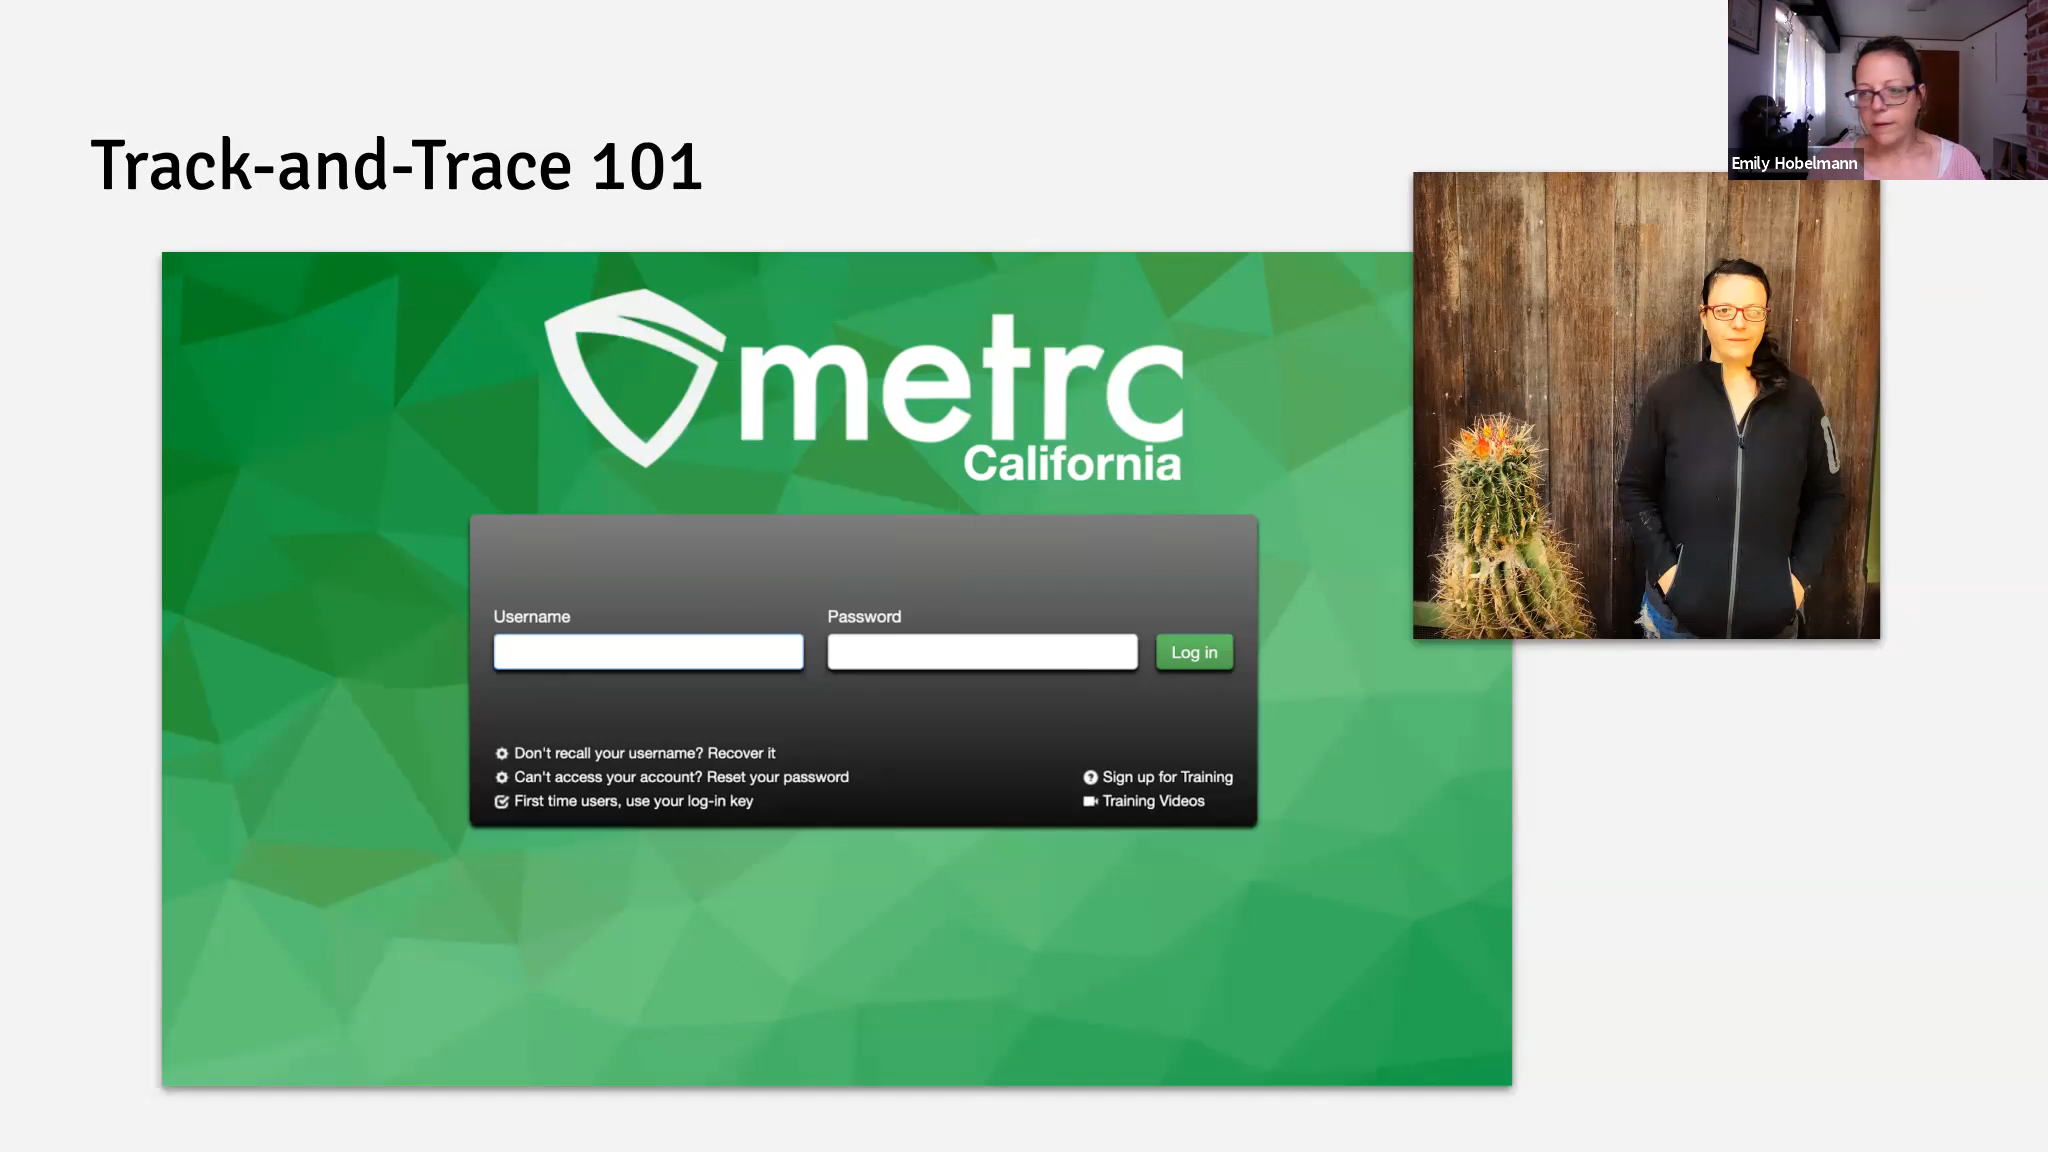 Track-and-Trace 101
Emily Hobelmann
metrc
California
Username
Password
Log in
Don't recall your username? Recover it
Can't access your account? Reset your password
First time users, use your log-in key
Sign up for Training
Training Videos